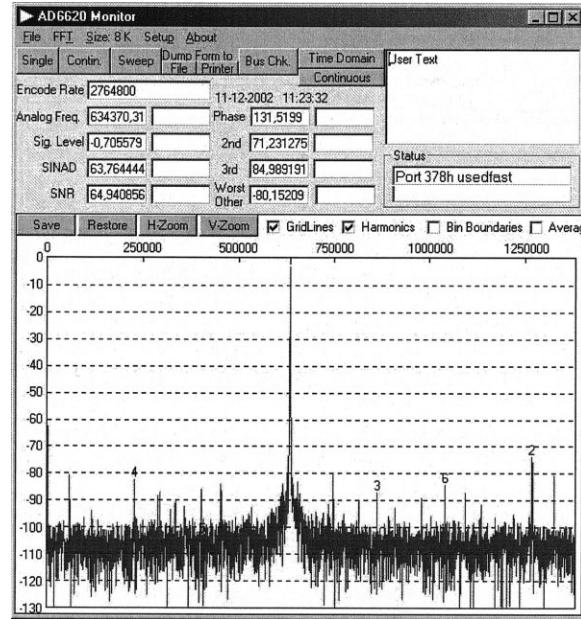 AD6620 Monitor
File FFT Size: 8 K Setup About
Single Contin. Sweep Dump Form to File Printer Bus Chk. Time Domain Continuous
User Text
Encode Rate 2764800
11-12-2002 11:23:32
Analog Freq. 634370,31 Phase 131,5199
Sig. Level -0,705579 2nd 71,231275
SINAD 63,764444 3rd 84,989191
SNR 64,940856 Worst Other -80,15209
Status
Port 378h usedfast
Save Restore H-Zoom V-Zoom GridLines Harmonics Bin Boundaries Averag
0 250000 500000 750000 1000000 1250000
0
-10
-20
-30
-40
-50
-60
-70
2
-80
4
3
6
-90
-100
5
-110
-120
-130